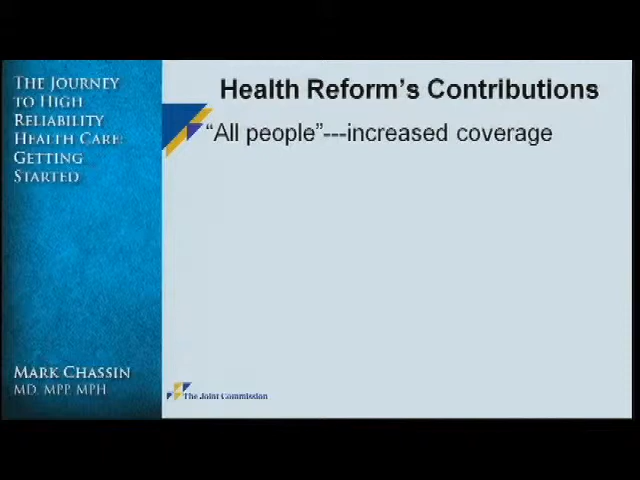 THE JOURNEY
TO HIGH
RELIABILITY
HEALTH CARE:
GETTING
STARTED
MARK CHASSIN
MD, MPP, MPH
Health Reform's Contributions
“All people”---increased coverage
The Joint Commission